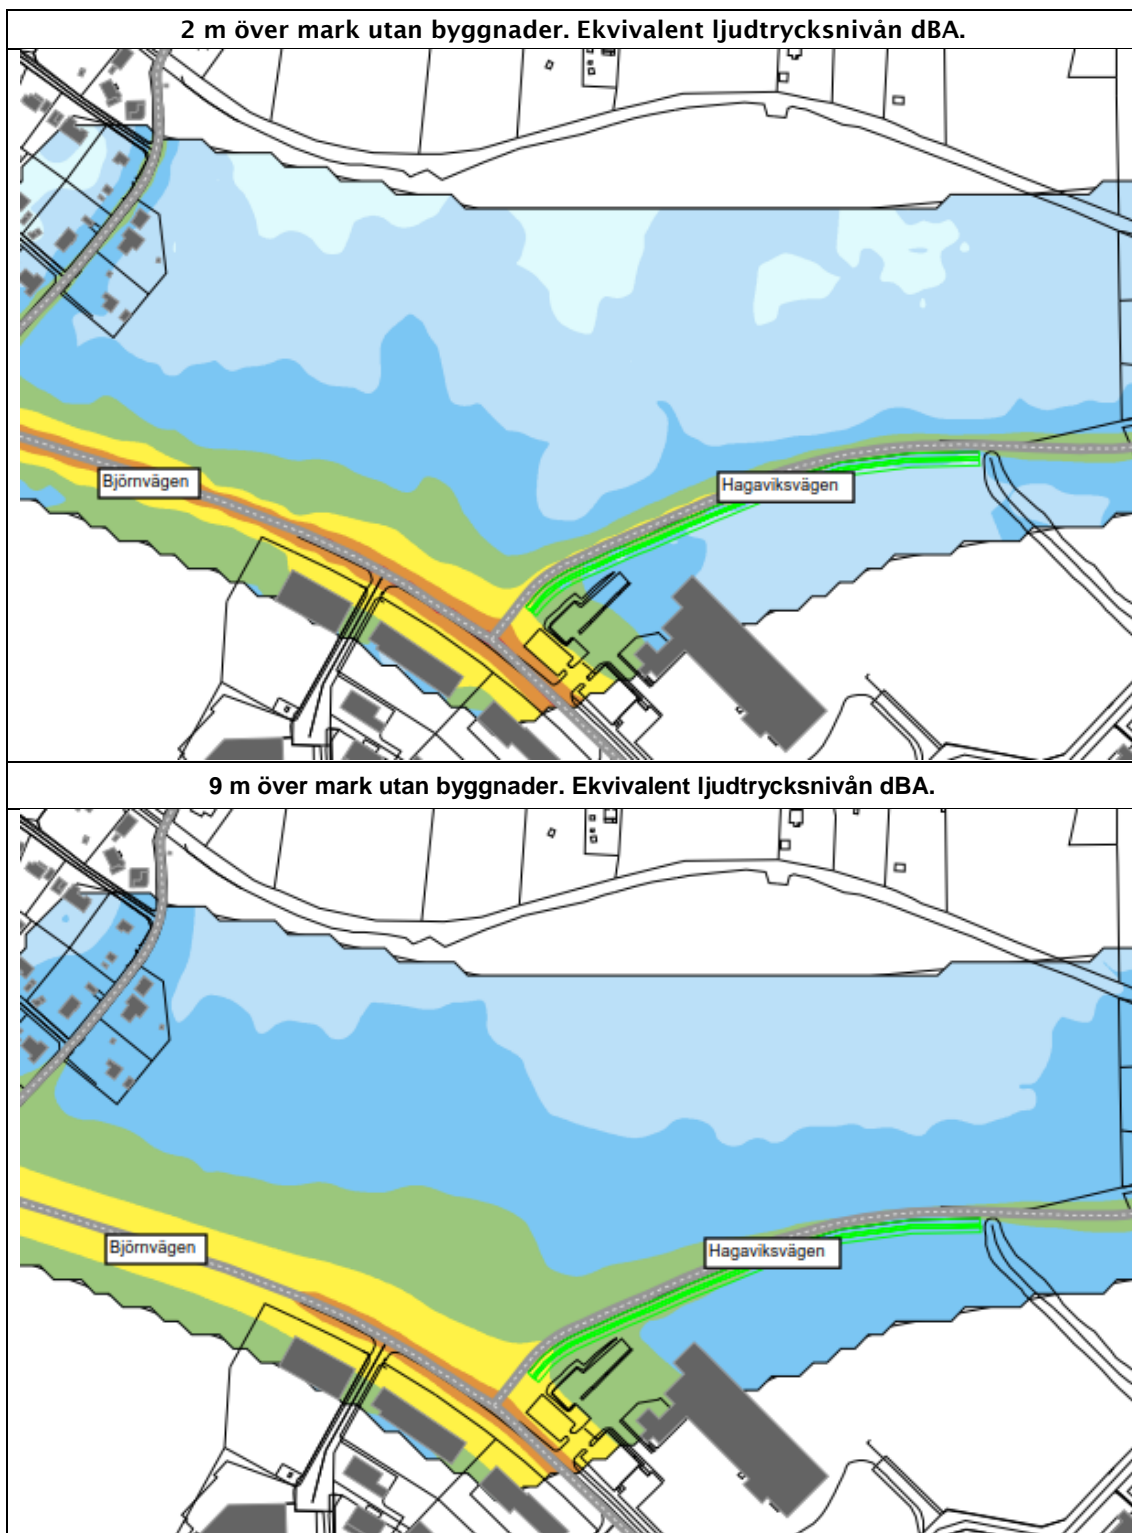 2 m över mark utan byggnader. Ekvivalent ljudtrycksnivån dBA.
Björnvägen
Hagaviksvägen
9 m över mark utan byggnader. Ekvivalent ljudtrycksnivån dBA.
Björnvägen
Hagaviksvägen